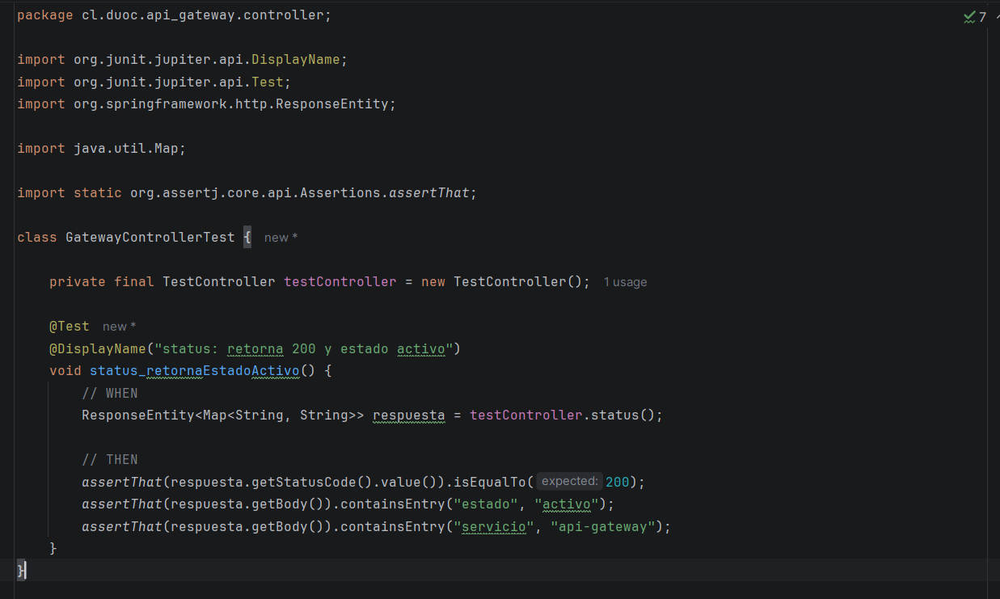 package cl.duoc.api_gateway.controller;
7
import org.junit.jupiter.api.DisplayName;
import org.junit.jupiter.api.Test;
import org.springframework.http.ResponseEntity;
import java.util.Map;
import static org.assertj.core.api.Assertions.assertThat;
class GatewayControllerTest { new *
private final TestController testController = new TestController(); 1 usage
@Test new *
@DisplayName("status: retorna 200 y estado activo")
void status_retornaEstadoActivo() {
// WHEN
ResponseEntity<Map<String, String>> respuesta = testController.status();
// THEN
assertThat(respuesta.getStatusCode().value()).isEqualTo( expected: 200);
assertThat(respuesta.getBody()).containsEntry("estado", "activo");
assertThat(respuesta.getBody()).containsEntry("servicio", "api-gateway");
}
}